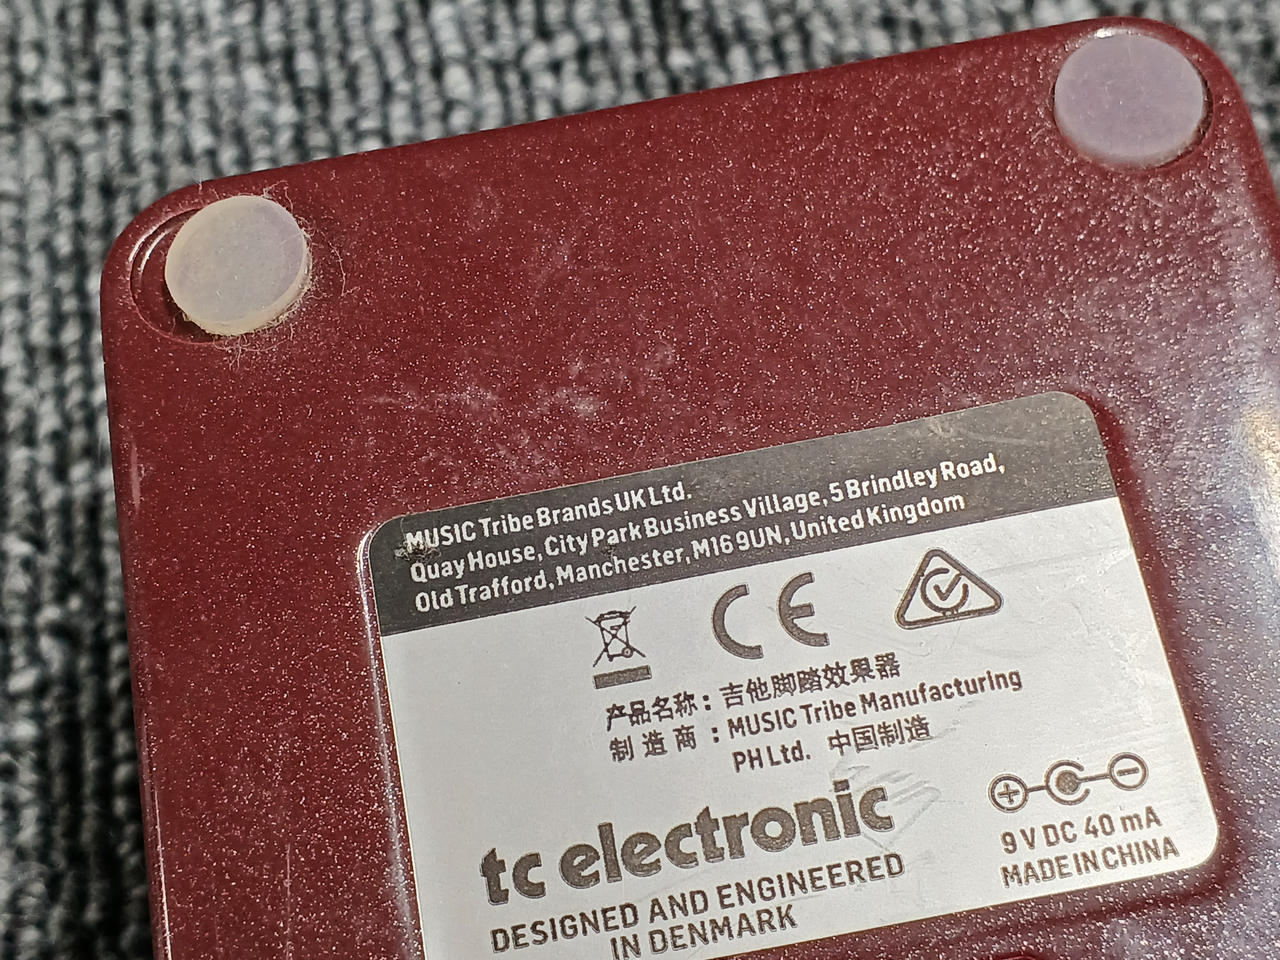 MUSIC Tribe Brands UK Ltd.
Quay House, City Park Business Village, 5 Brindley Road,
Old Trafford, Manchester, M16 9UN, United Kingdom
CE
产品名称：吉他脚踏效果器
制造商：MUSIC Tribe Manufacturing
PH Ltd. 中国制造
tc electronic
9 V DC 40 mA
DESIGNED AND ENGINEERED
MADE IN CHINA
IN DENMARK